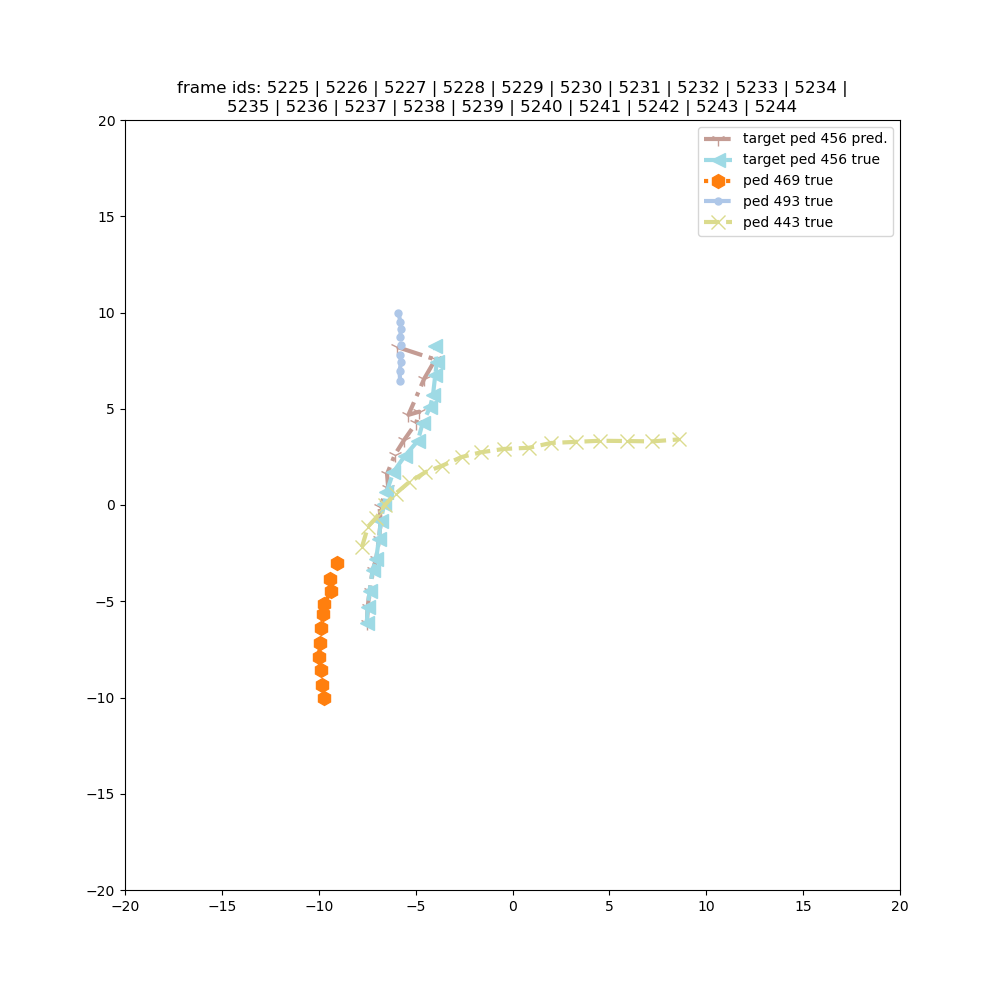 frame ids: 5225 | 5226 | 5227 | 5228 | 5229 | 5230 | 5231 | 5232 | 5233 | 5234 |
5235 | 5236 | 5237 | 5238 | 5239 | 5240 | 5241 | 5242 | 5243 | 5244
target ped 456 pred.
target ped 456 true
ped 469 true
ped 493 true
ped 443 true
20
15
10
5
0
−5
−10
−15
−20
−20 −15 −10 −5 0 5 10 15 20